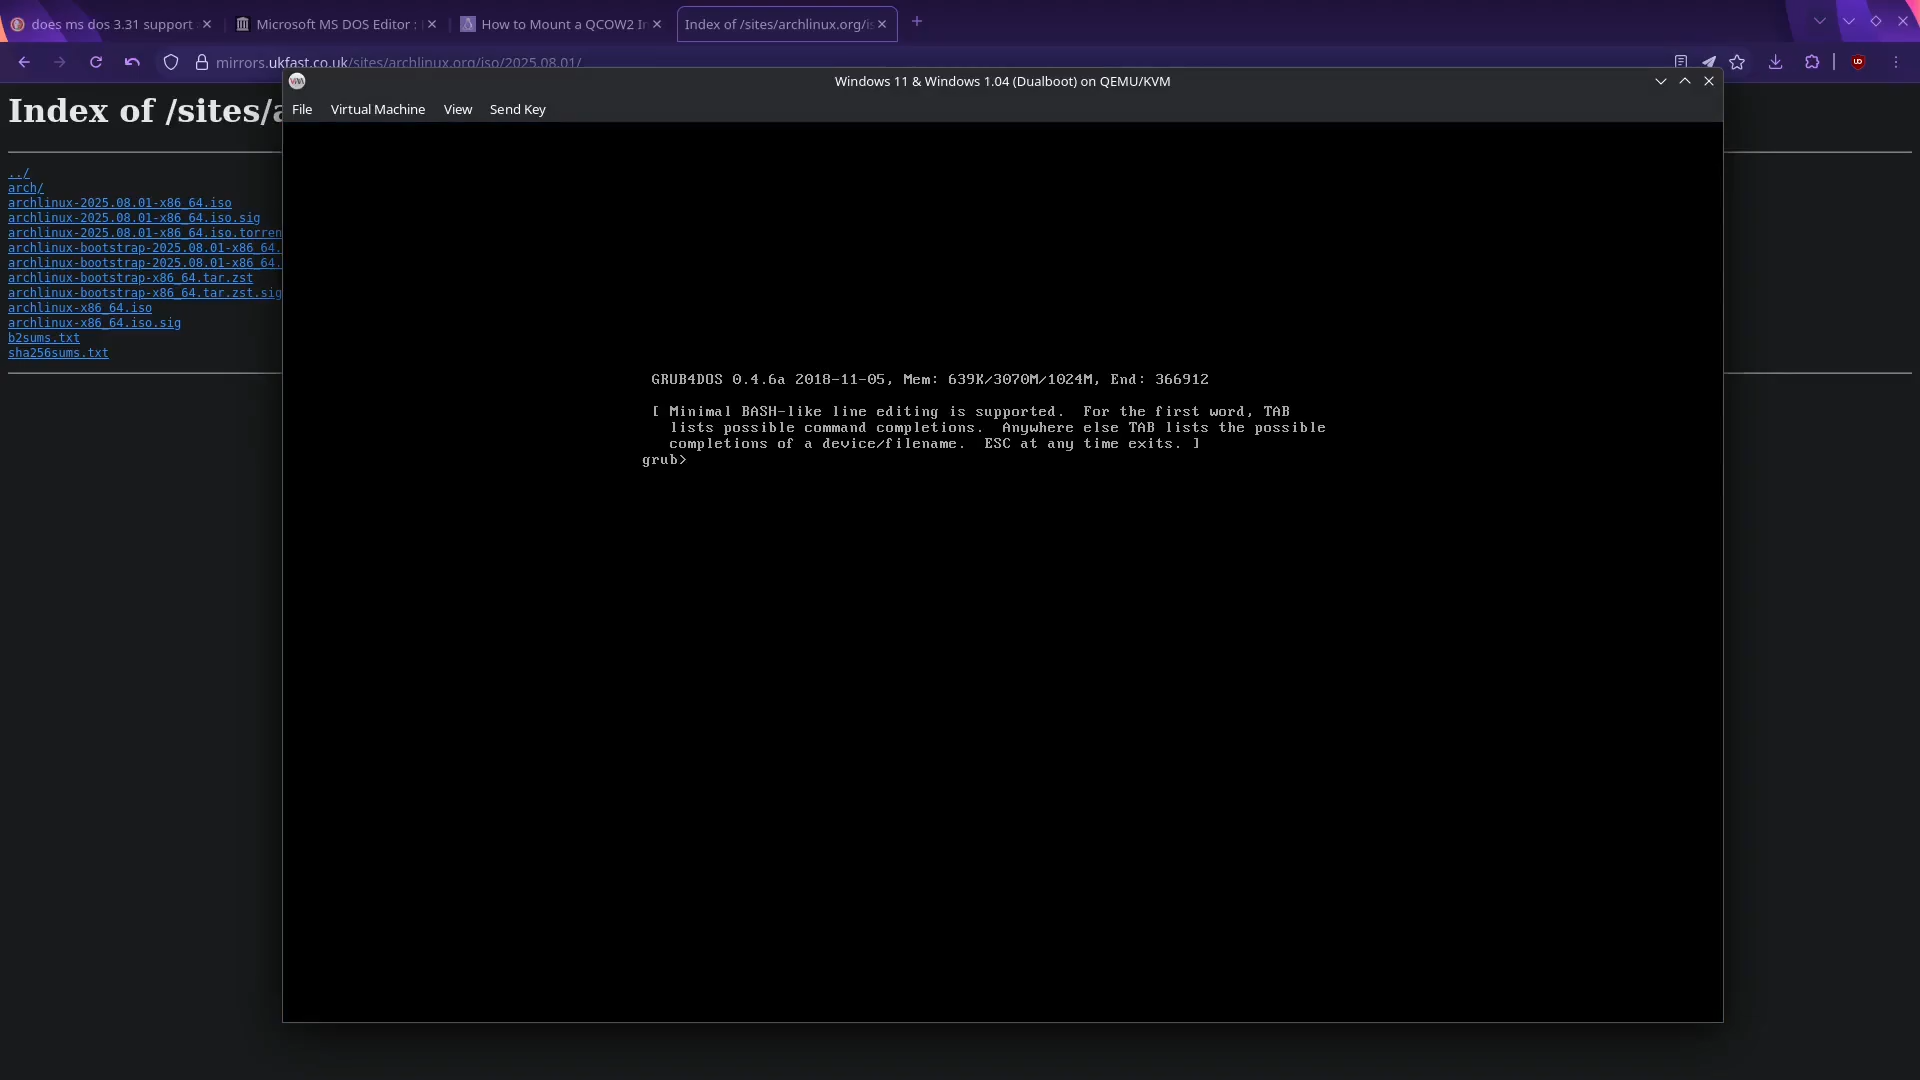 does ms dos 3.31 support
Microsoft MS DOS Editor :
How to Mount a QCOW2 Im
Index of /sites/archlinux.org/is
mirrors.ukfast.co.uk/sites/archlinux.org/iso/2025.08.01/
Windows 11 & Windows 1.04 (Dualboot) on QEMU/KVM
File Virtual Machine View Send Key
Index of /sites/a
../
arch/
archlinux-2025.08.01-x86_64.iso
archlinux-2025.08.01-x86_64.iso.sig
archlinux-2025.08.01-x86_64.iso.torren
archlinux-bootstrap-2025.08.01-x86_64.
archlinux-bootstrap-2025.08.01-x86_64.
archlinux-bootstrap-x86_64.tar.zst
archlinux-bootstrap-x86_64.tar.zst.sig
archlinux-x86_64.iso
archlinux-x86_64.iso.sig
b2sums.txt
sha256sums.txt
GRUB4DOS 0.4.6a 2018-11-05, Mem: 639K/3070M/1024M, End: 366912
[ Minimal BASH-like line editing is supported. For the first word, TAB
lists possible command completions. Anywhere else TAB lists the possible
completions of a device/filename. ESC at any time exits. ]
grub>